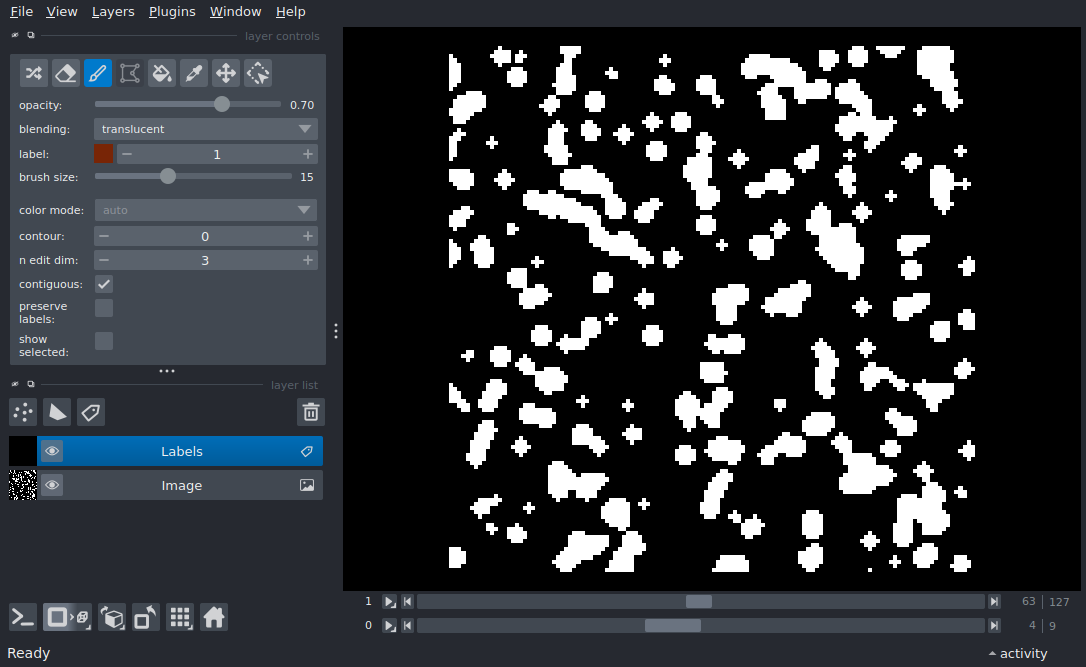 File View Layers Plugins Window Help
layer controls
opacity: 0.70
blending: translucent
label: 1
brush size: 15
color mode: auto
contour: 0
n edit dim: 3
contiguous:
preserve
labels:
show
selected:
layer list
Labels
Image
1 63 | 127
0 4 | 9
Ready activity